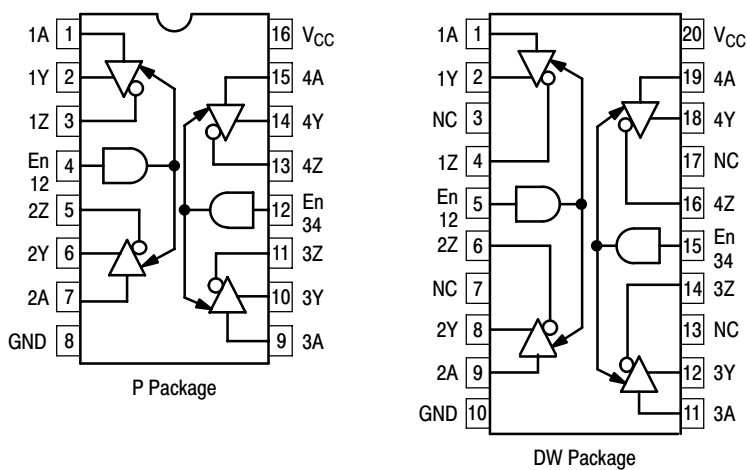 1A 1 16 VCC
1Y 2 15 4A
1Z 3 14 4Y
En 12 4 13 4Z
2Z 5 12 En 34
2Y 6 11 3Z
2A 7 10 3Y
GND 8 9 3A
P Package
1A 1 20 VCC
1Y 2 19 4A
NC 3 18 4Y
1Z 4 17 NC
En 12 5 16 4Z
2Z 6 15 En 34
NC 7 14 3Z
2Y 8 13 NC
2A 9 12 3Y
GND 10 11 3A
DW Package